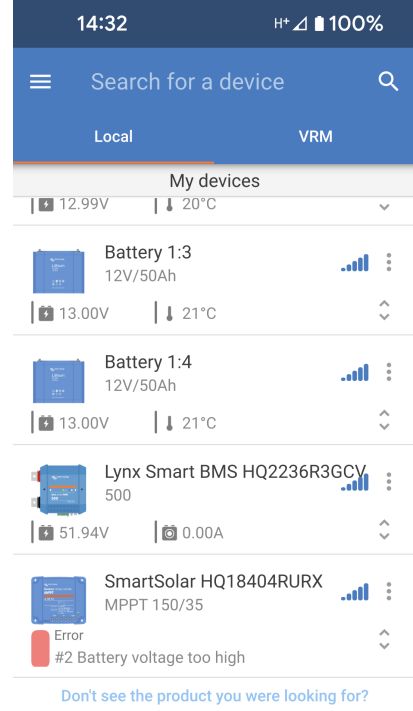 14:32
H+
100%
Search for a device
Local
VRM
My devices
12.99V
20°C
Battery 1:3
12V/50Ah
13.00V
21°C
Battery 1:4
12V/50Ah
13.00V
21°C
Lynx Smart BMS HQ2236R3GCV
500
51.94V
0.00A
SmartSolar HQ18404RURX
MPPT 150/35
Error
#2 Battery voltage too high
Don't see the product you were looking for?